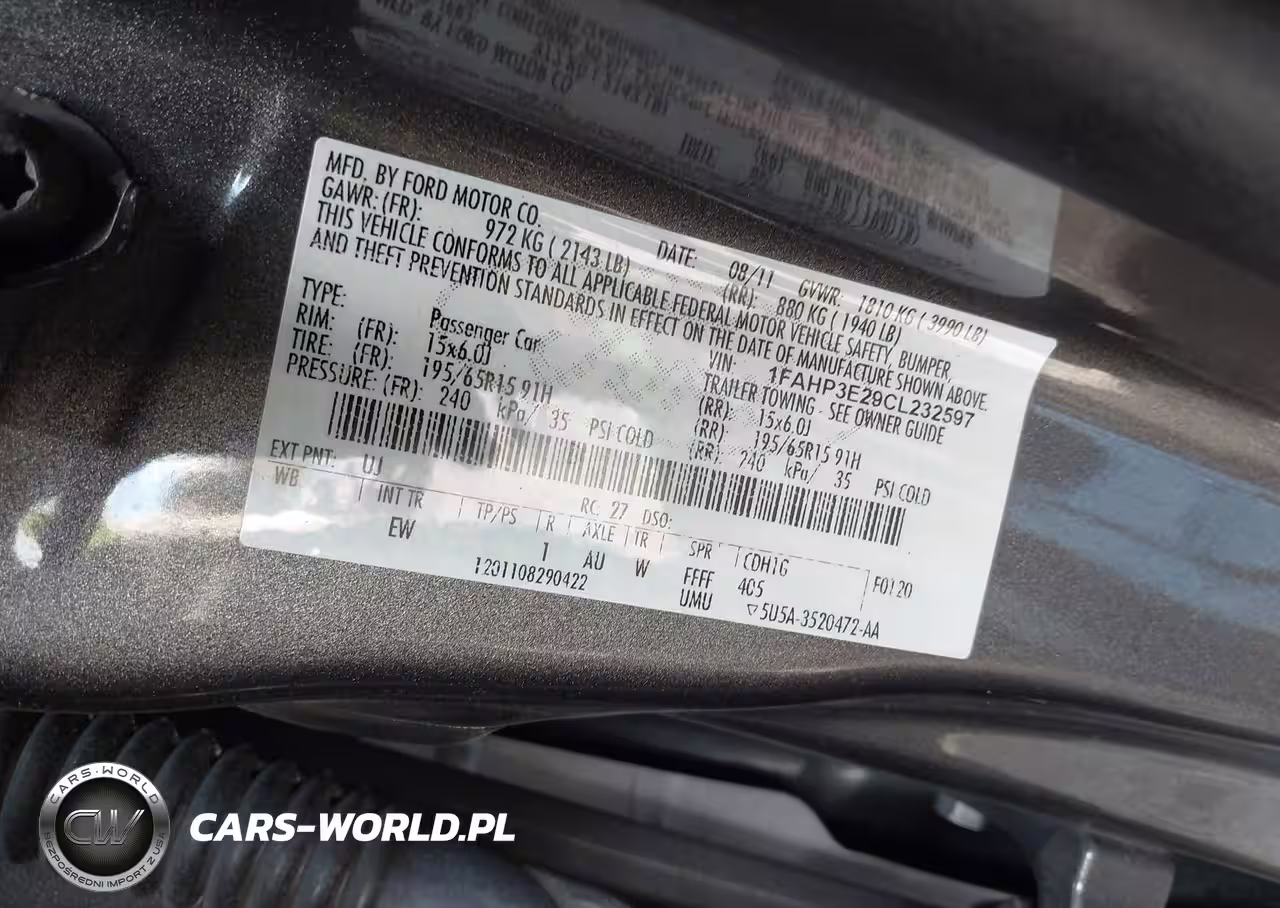 MFD. BY FORD MOTOR CO.
DATE: 08/11 GVWR: 1810 KG ( 3990 LB)
GAWR: (FR): 972 KG ( 2143 LB) (RR): 880 KG ( 1940 LB)
THIS VEHICLE CONFORMS TO ALL APPLICABLE FEDERAL MOTOR VEHICLE SAFETY, BUMPER,
AND THEFT PREVENTION STANDARDS IN EFFECT ON THE DATE OF MANUFACTURE SHOWN ABOVE.
VIN: 1FAHP3E29CL232597
TYPE: Passenger Car TRAILER TOWING - SEE OWNER GUIDE
RIM: (FR): 15x6.0J (RR): 15x6.0J
TIRE: (FR): 195/65R15 91H (RR): 195/65R15 91H
PRESSURE: (FR): 240 kPa/ 35 PSI COLD (RR): 240 kPa/ 35 PSI COLD
EXT PNT: UJ RC: 27 DSO:
WB INT TR TP/PS R AXLE TR SPR CDH1G F0120
EW 1 AU W FFFF 405
1201108290422 UMU ▽5U5A-3520472-AA
CARS-WORLD
CW
BEZPOŚREDNI IMPORT Z USA
CARS-WORLD.PL